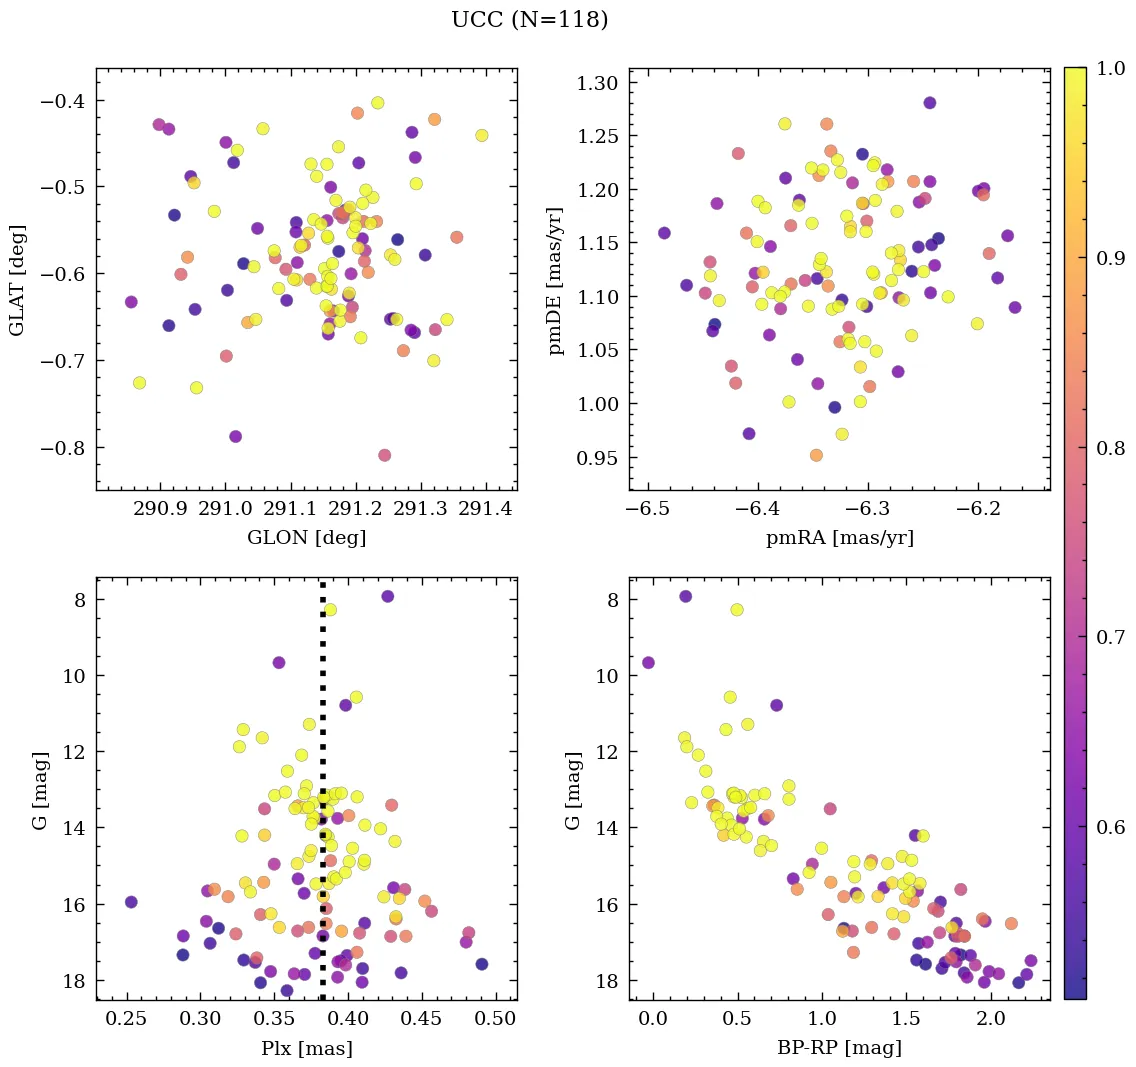 UCC (N=118)
−0.4
−0.5
−0.6
−0.7
−0.8
GLAT [deg]
290.9 291.0 291.1 291.2 291.3 291.4
GLON [deg]
1.30
1.25
1.20
1.15
1.10
1.05
1.00
0.95
pmDE [mas/yr]
−6.5 −6.4 −6.3 −6.2
pmRA [mas/yr]
8
10
12
14
16
18
G [mag]
0.25 0.30 0.35 0.40 0.45 0.50
Plx [mas]
8
10
12
14
16
18
G [mag]
0.0 0.5 1.0 1.5 2.0
BP-RP [mag]
1.0
0.9
0.8
0.7
0.6